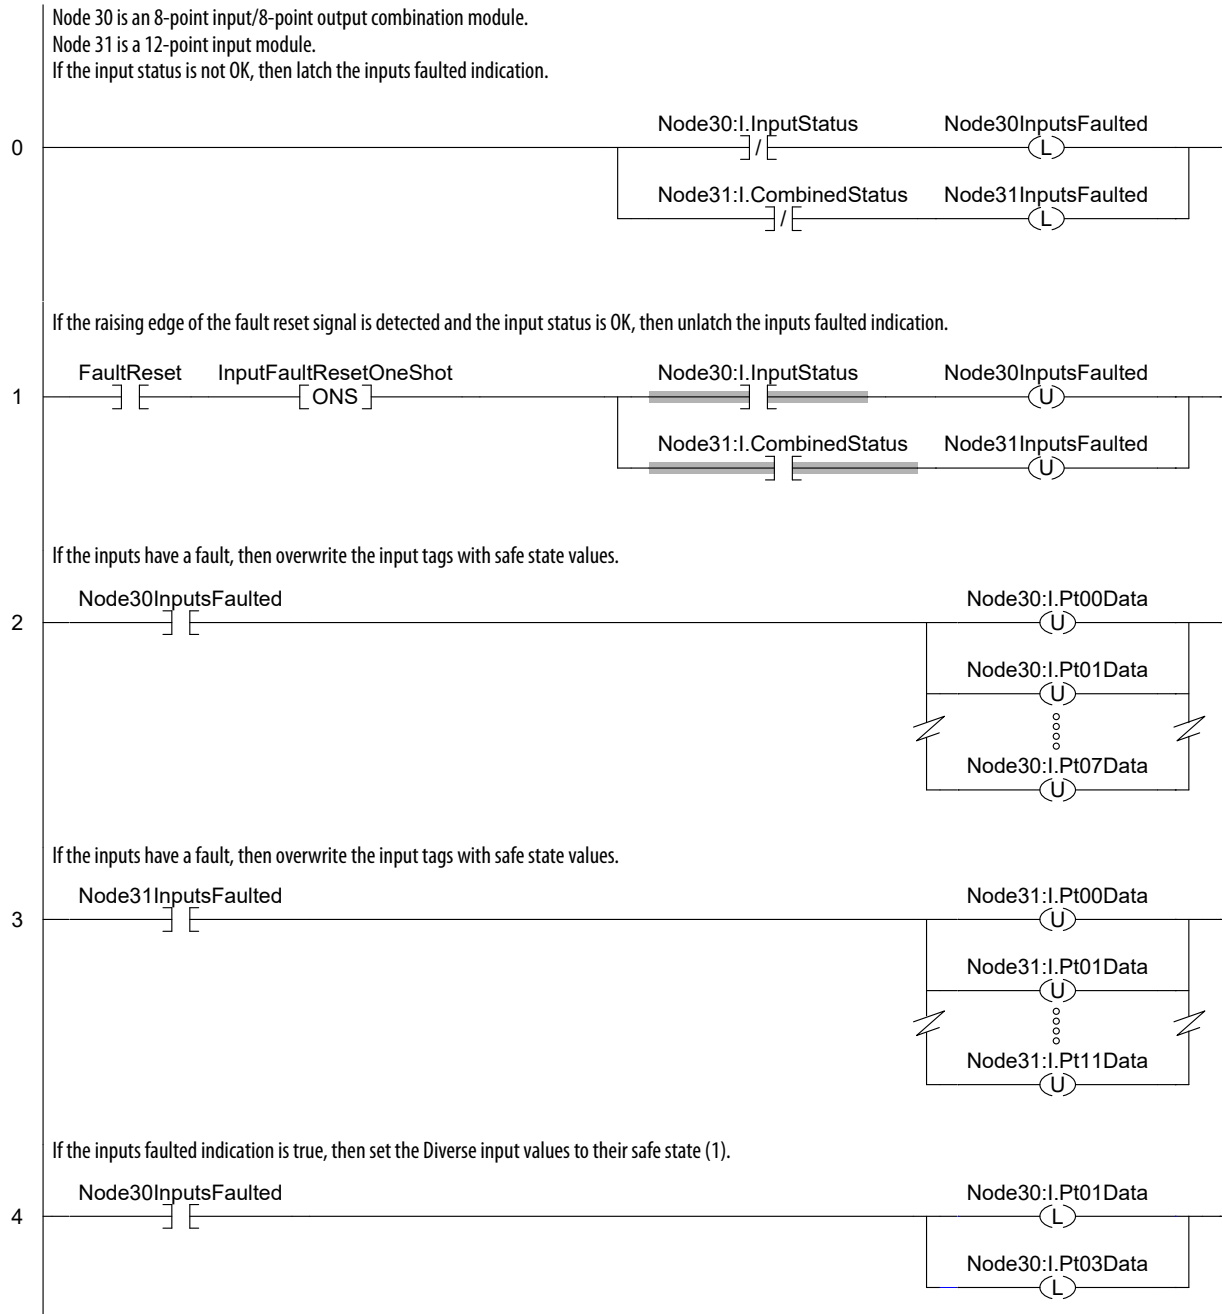 Node 30 is an 8-point input/8-point output combination module.
Node 31 is a 12-point input module.
If the input status is not OK, then latch the inputs faulted indication.
Node30:I.InputStatus Node30InputsFaulted
0 / L
Node31:I.CombinedStatus Node31InputsFaulted
/ L
If the raising edge of the fault reset signal is detected and the input status is OK, then unlatch the inputs faulted indication.
FaultReset InputFaultResetOneShot Node30:I.InputStatus Node30InputsFaulted
1 ONS U
Node31:I.CombinedStatus Node31InputsFaulted
U
If the inputs have a fault, then overwrite the input tags with safe state values.
Node30InputsFaulted Node30:I.Pt00Data
2 U
Node30:I.Pt01Data
U
Node30:I.Pt07Data
U
If the inputs have a fault, then overwrite the input tags with safe state values.
Node31InputsFaulted Node31:I.Pt00Data
3 U
Node31:I.Pt01Data
U
Node31:I.Pt11Data
U
If the inputs faulted indication is true, then set the Diverse input values to their safe state (1).
Node30InputsFaulted Node30:I.Pt01Data
4 L
Node30:I.Pt03Data
L